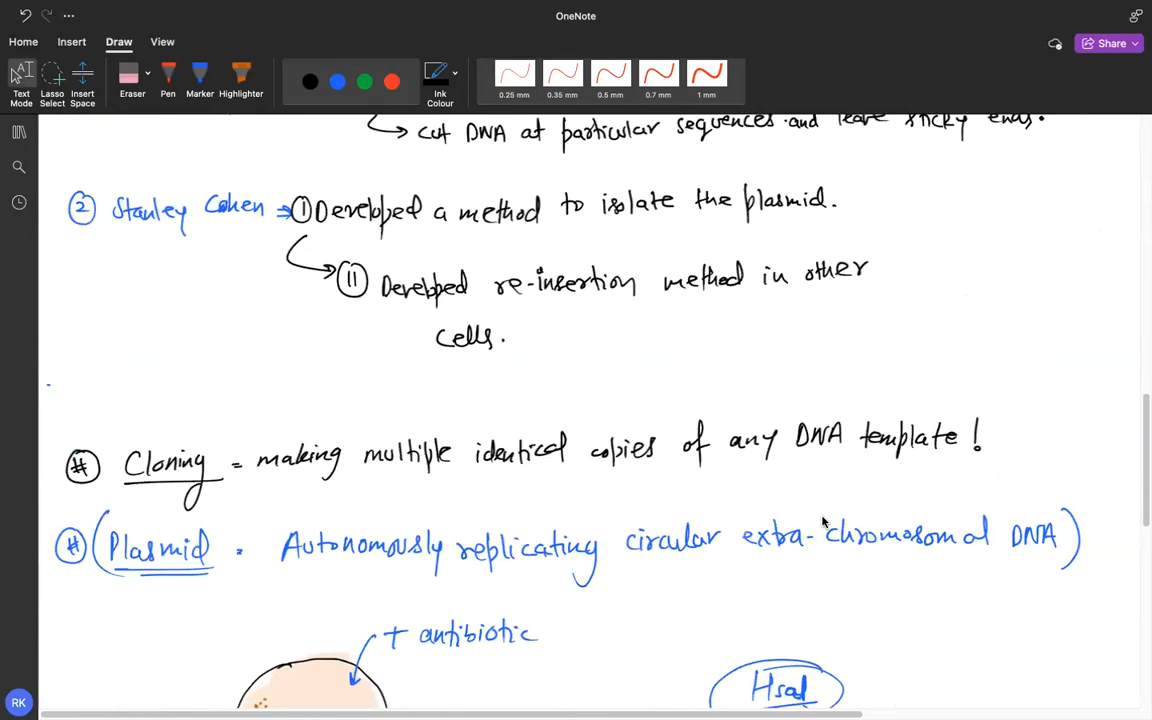 OneNote
Home Insert Draw View
Share
Text Mode
Lasso Select
Insert Space
Eraser
Pen
Marker
Highlighter
Ink Colour
0.25 mm 0.35 mm 0.5 mm 0.7 mm 1 mm
↳ cut DNA at particular sequences and leave sticky ends.
② Stanley Cohen ⇒ Ⓘ Developed a method to isolate the plasmid.
Ⓘ Ⓘ Developed re-insertion method in other
cells.
# Cloning = making multiple identical copies of any DNA template!
# (Plasmid = Autonomously replicating circular extra-chromosomal DNA)
+ antibiotic
RK